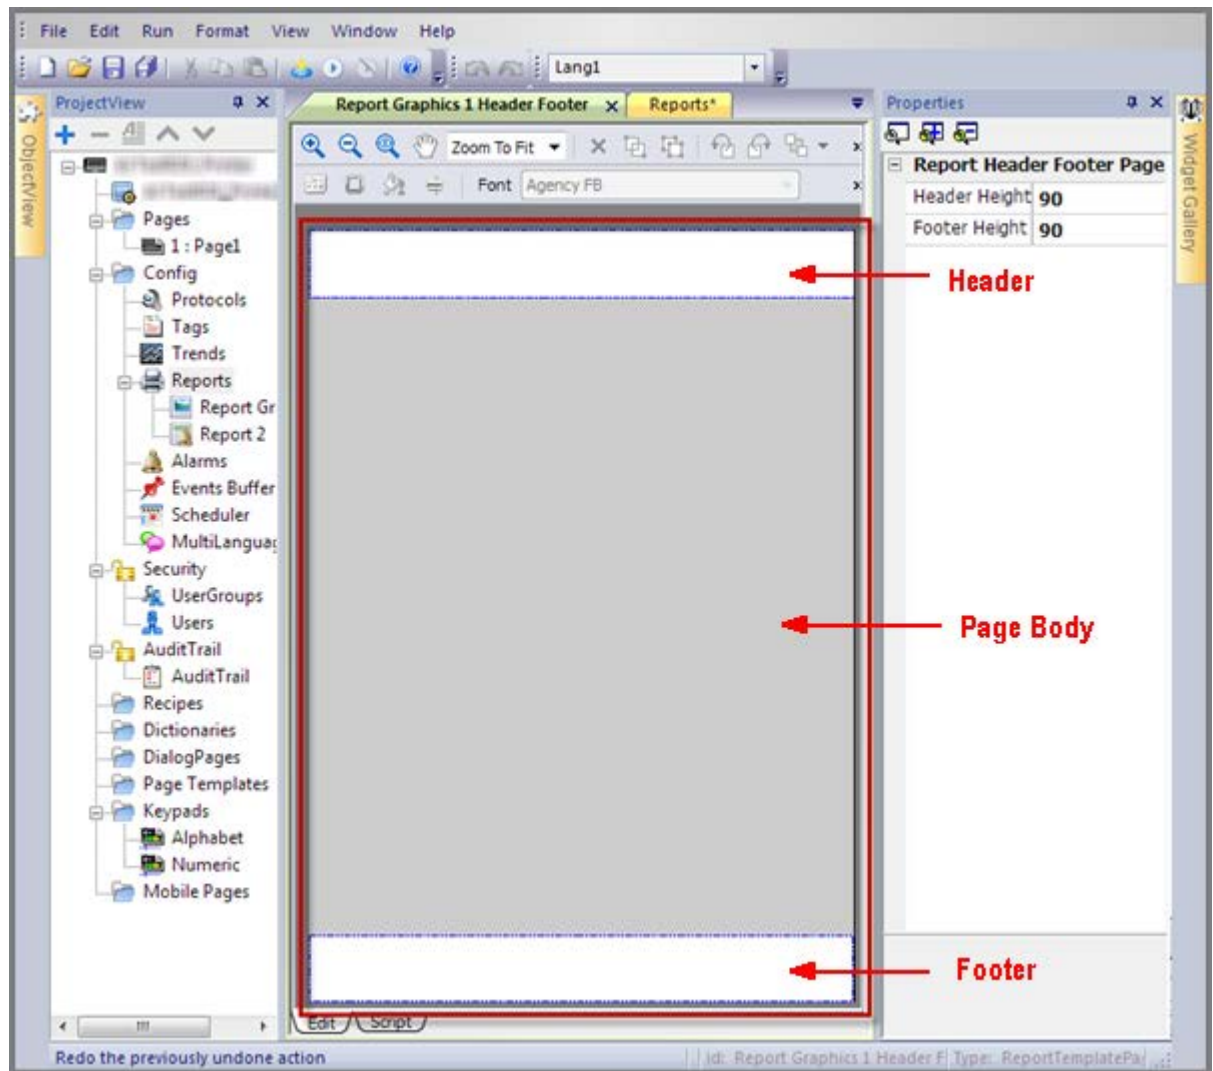 File Edit Run Format View Window Help
Lang1
ProjectView
Report Graphics 1 Header Footer
Reports*
Properties
ObjectView
Widget Gallery
Zoom To Fit
Font Agency FB
Report Header Footer Page
Header Height 90
Footer Height 90
Pages
1 : Page1
Config
Protocols
Tags
Trends
Reports
Report Gr
Report 2
Alarms
Events Buffer
Scheduler
MultiLanguag
Security
UserGroups
Users
AuditTrail
AuditTrail
Recipes
Dictionaries
DialogPages
Page Templates
Keypads
Alphabet
Numeric
Mobile Pages
Header
Page Body
Footer
Edit Script
Redo the previously undone action
Id: Report Graphics 1 Header F Type: ReportTemplatePa